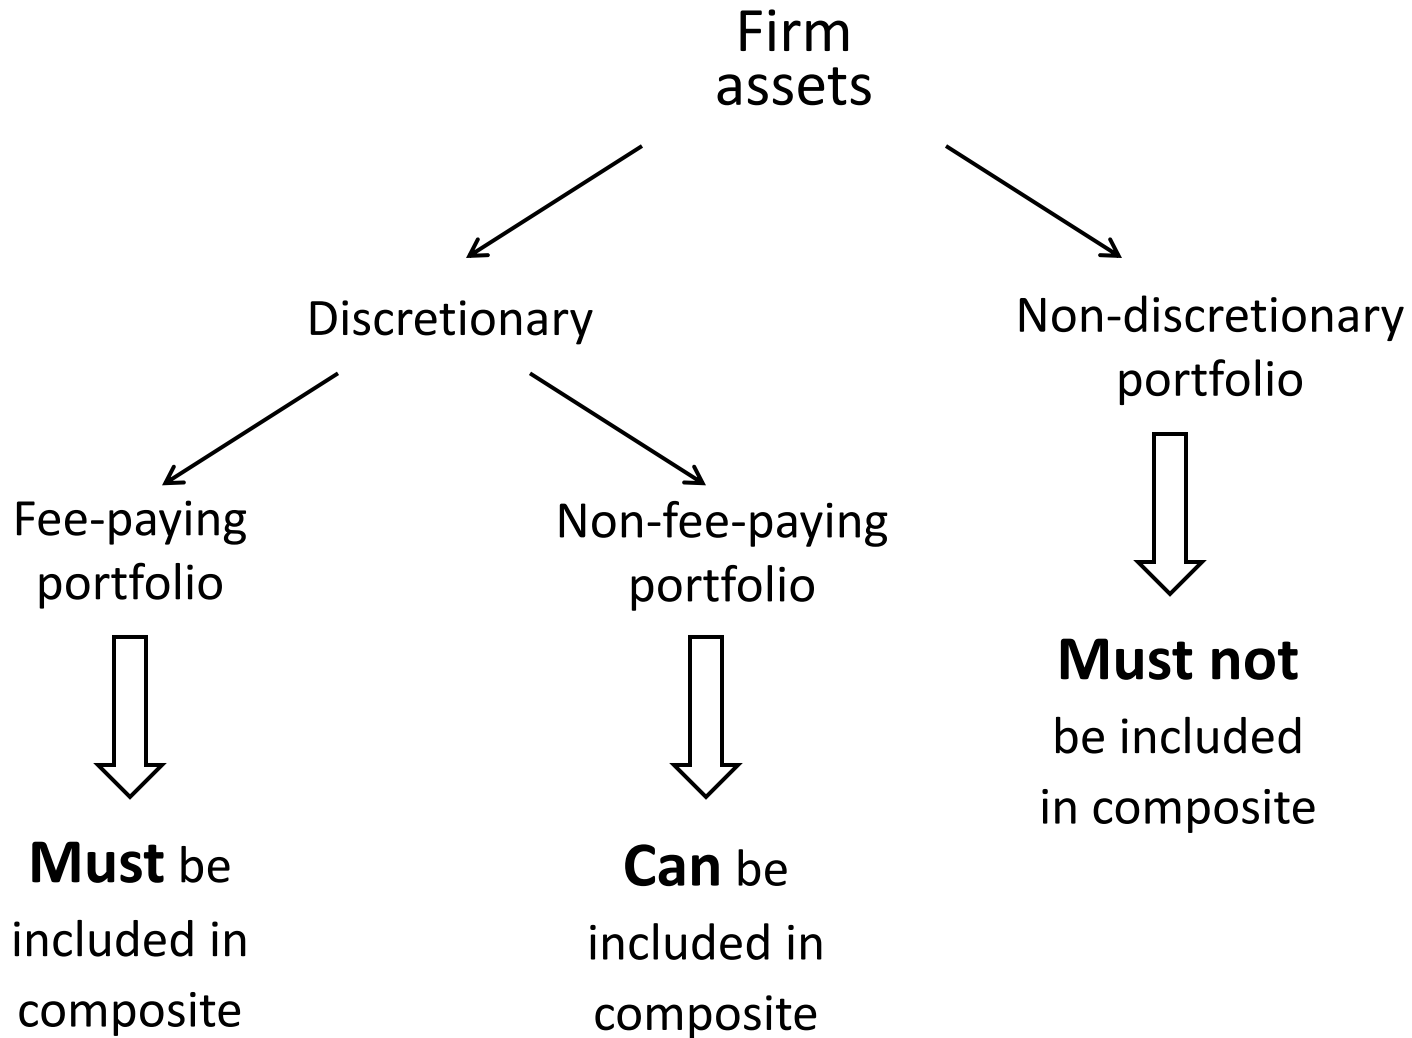 Firm
assets
Discretionary
Non-discretionary
portfolio
Fee-paying
portfolio
Non-fee-paying
portfolio
Must not
be included
in composite
Must be
included in
composite
Can be
included in
composite